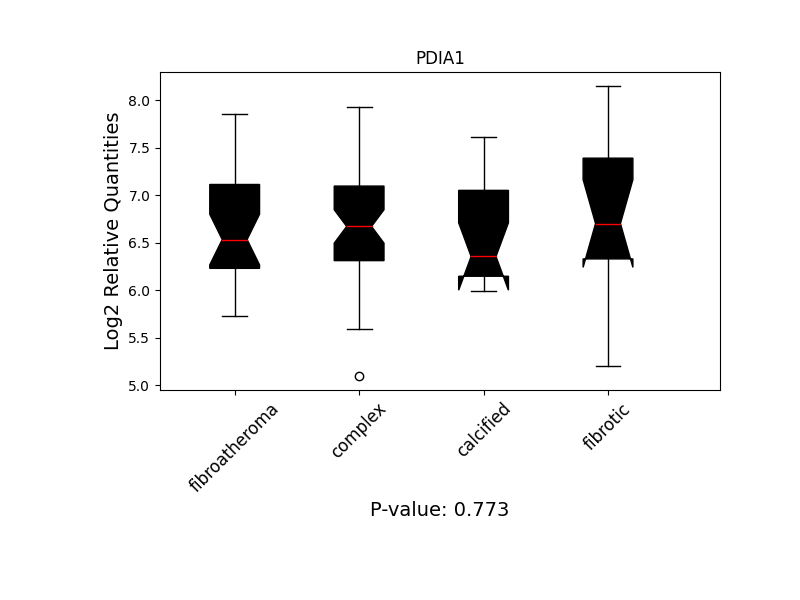 PDIA1
Log2 Relative Quantities
8.0
7.5
7.0
6.5
6.0
5.5
5.0
fibroatheroma
complex
calcified
fibrotic
P-value: 0.773